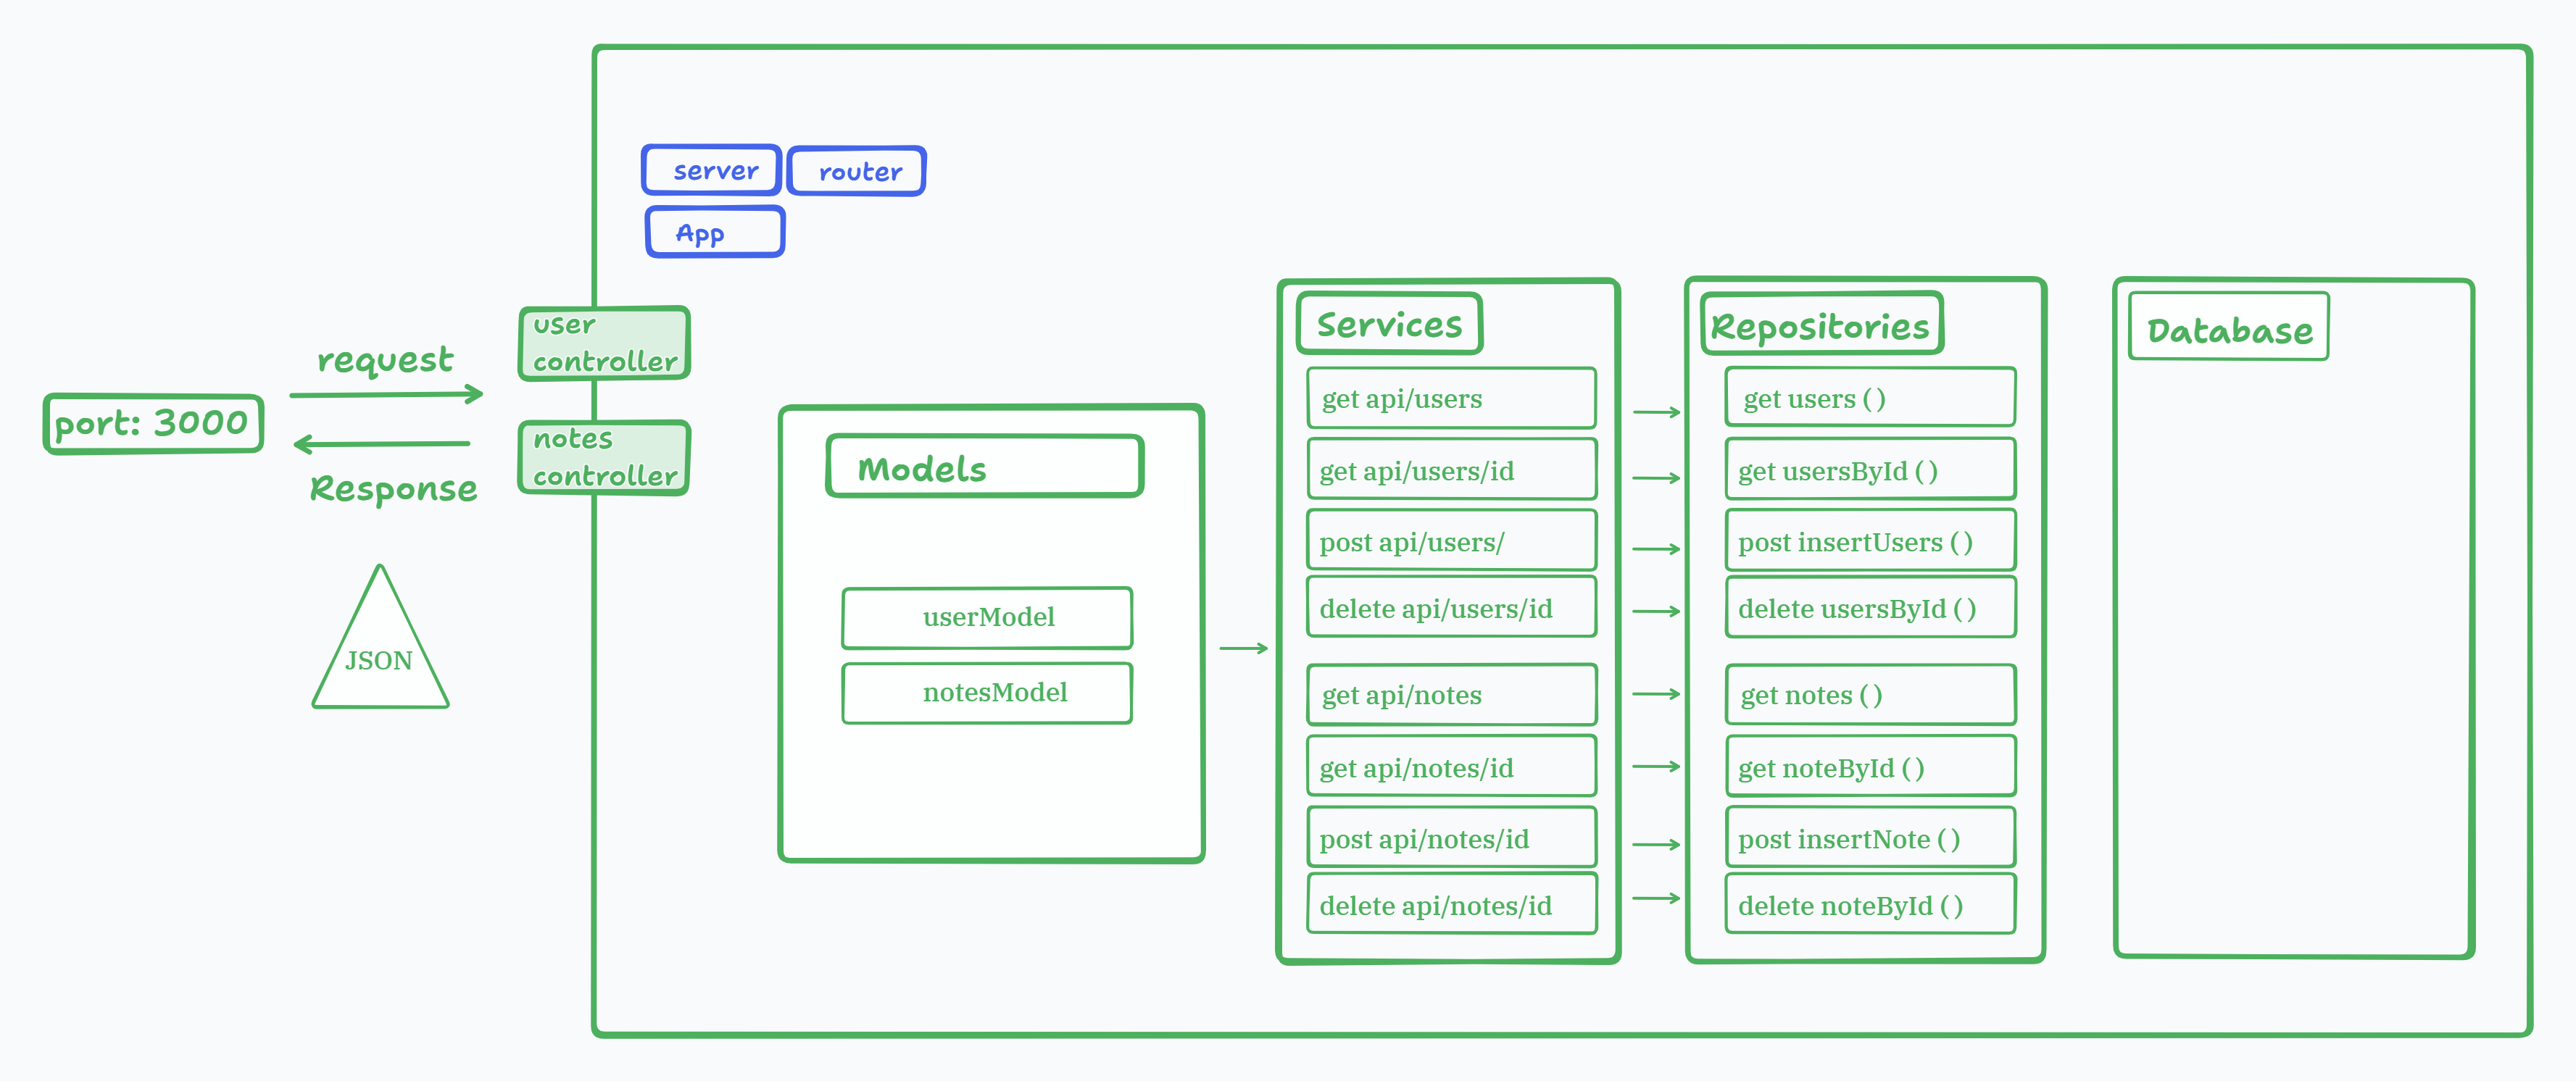 server
router
App
port: 3000
request
Response
JSON
user
controller
notes
controller
Models
userModel
notesModel
Services
get api/users
get api/users/id
post api/users/
delete api/users/id
get api/notes
get api/notes/id
post api/notes/id
delete api/notes/id
Repositories
get users ( )
get usersById ( )
post insertUsers ( )
delete usersById ( )
get notes ( )
get noteById ( )
post insertNote ( )
delete noteById ( )
Database